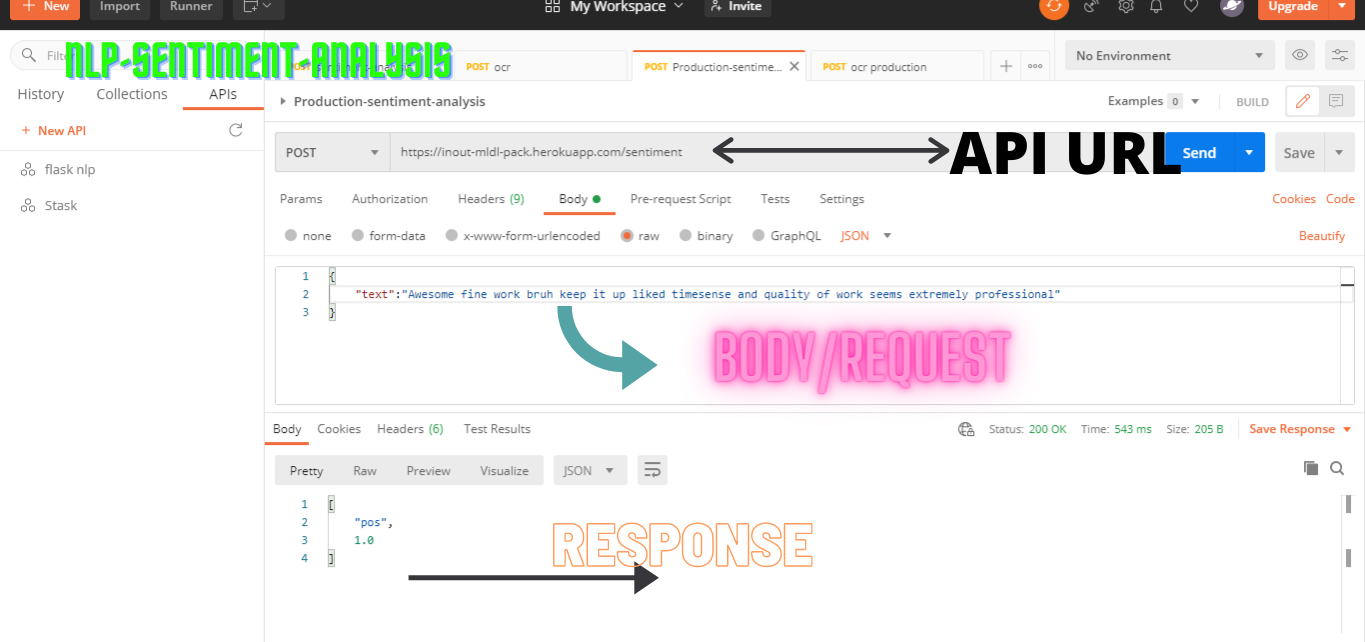 New Import Runner My Workspace Invite Upgrade
Filte
NLP-SENTIMENT-ANALYSIS
POST ocr
POST Production-sentime...
POST ocr production
No Environment
History Collections APIs
Production-sentiment-analysis
Examples 0 BUILD
+ New API
POST https://inout-mldl-pack.herokuapp.com/sentiment
API URL
Send Save
flask nlp
Stask
Params Authorization Headers (9) Body Pre-request Script Tests Settings Cookies Code
none form-data x-www-form-urlencoded raw binary GraphQL JSON Beautify
1 {
2 "text":"Awesome fine work bruh keep it up liked timesense and quality of work seems extremely professional"
3 }
BODY/REQUEST
Body Cookies Headers (6) Test Results Status: 200 OK Time: 543 ms Size: 205 B Save Response
Pretty Raw Preview Visualize JSON
1 [
2 "pos",
3 1.0
4 ]
RESPONSE